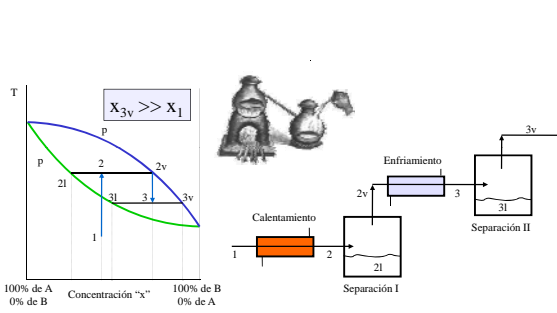 T
x3v >> x1
p
p
2
2v
2l
3l
3
3v
1
100% de A
0% de B
Concentración “x”
100% de B
0% de A
Calentamiento
1
2
2l
Separación I
2v
Enfriamiento
3
3v
3l
Separación II